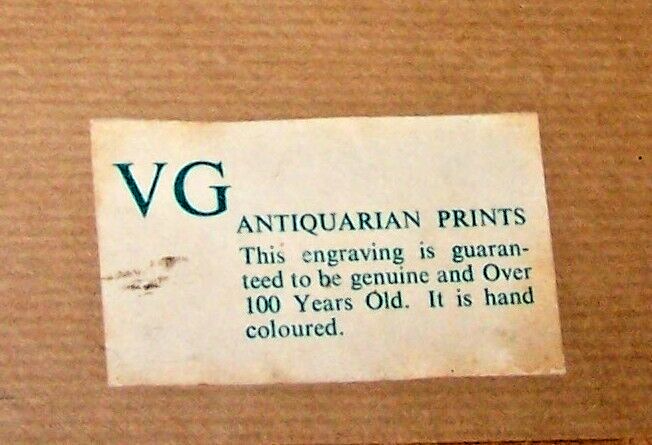 VG
ANTIQUARIAN PRINTS
This engraving is guaran-
teed to be genuine and Over
100 Years Old. It is hand
coloured.